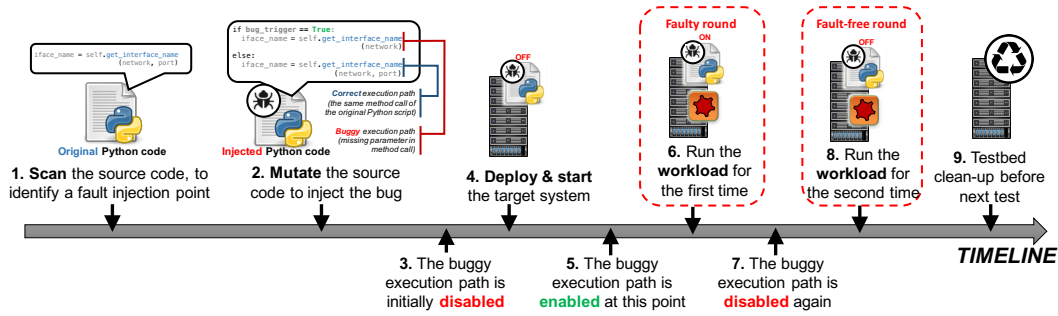 iface_name = self.get_interface_name
(network, port)
Original Python code
1. Scan the source code, to
identify a fault injection point
if bug_trigger == True:
iface_name = self.get_interface_name
(network)
else:
iface_name = self.get_interface_name
(network, port)
Correct execution path
(the same method call of
the original Python script)
Buggy execution path
(missing parameter in
method call)
Injected Python code
2. Mutate the source
code to inject the bug
3. The buggy
execution path is
initially disabled
OFF
4. Deploy & start
the target system
5. The buggy
execution path is
enabled at this point
Faulty round
ON
6. Run the
workload for
the first time
7. The buggy
execution path is
disabled again
Fault-free round
OFF
8. Run the
workload for
the second time
9. Testbed
clean-up before
next test
TIMELINE